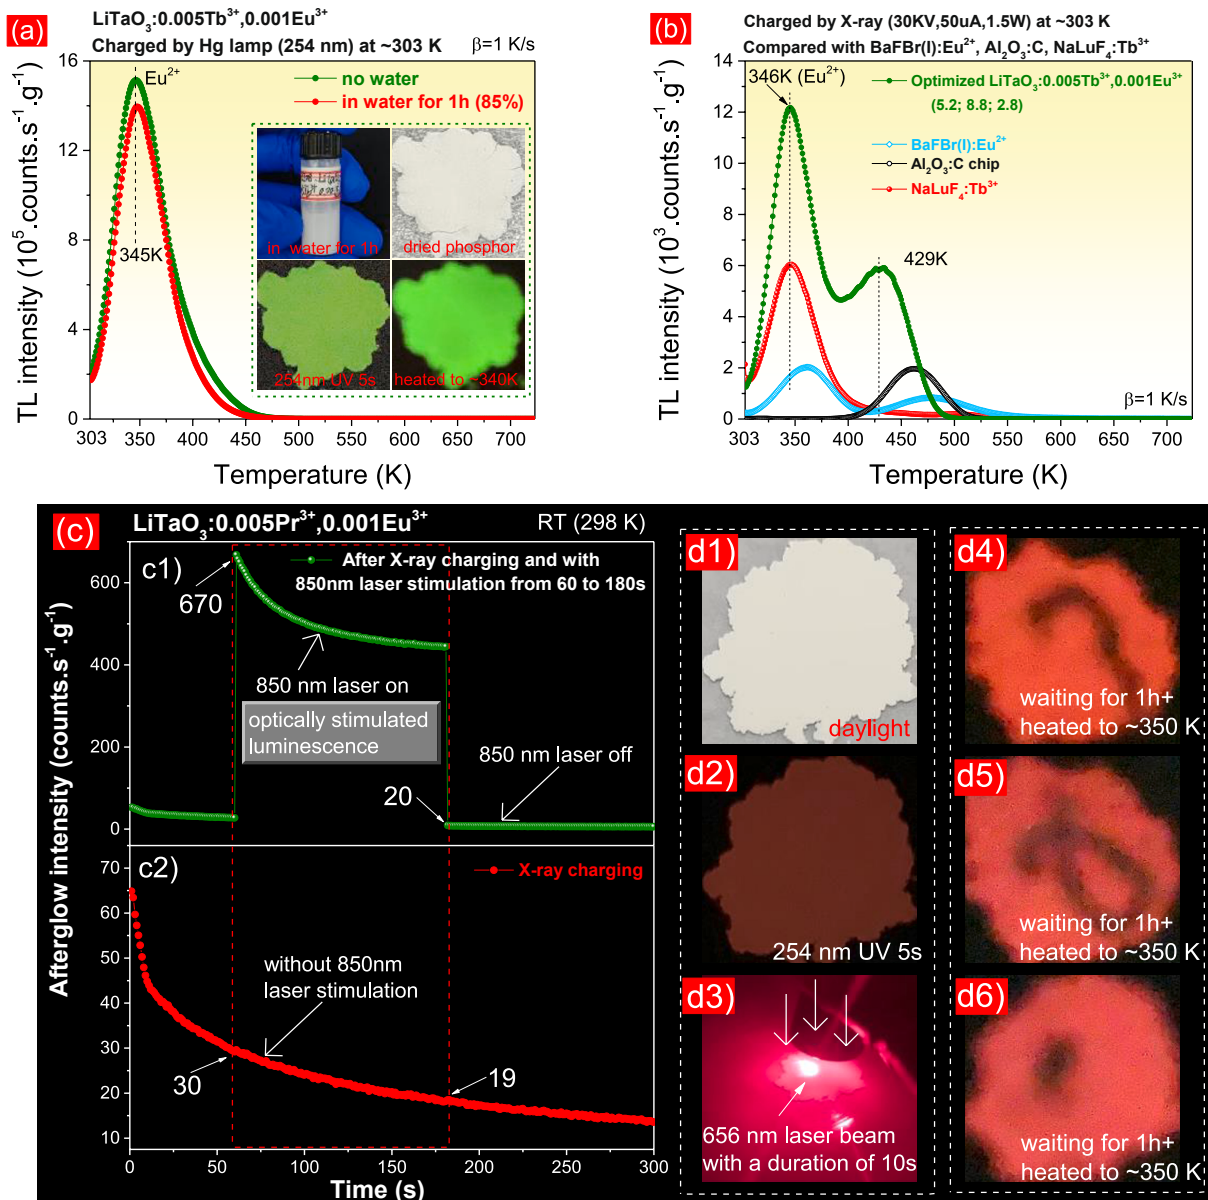 (a)
LiTaO₃:0.005Tb³⁺,0.001Eu³⁺
Charged by Hg lamp (254 nm) at ~303 K
β=1 K/s
Eu²⁺
no water
in water for 1h (85%)
345K
in water for 1h
dried phosphor
254nm UV 5s
heated to ~340K
TL intensity (10⁵.counts.s⁻¹.g⁻¹)
16
12
8
4
0
303
350
400
450
500
550
600
650
700
Temperature (K)
(b)
Charged by X-ray (30KV,50uA,1.5W) at ~303 K
Compared with BaFBr(I):Eu²⁺, Al₂O₃:C, NaLuF₄:Tb³⁺
346K (Eu²⁺)
Optimized LiTaO₃:0.005Tb³⁺,0.001Eu³⁺
(5.2; 8.8; 2.8)
BaFBr(I):Eu²⁺
Al₂O₃:C chip
NaLuF₄:Tb³⁺
429K
β=1 K/s
TL intensity (10³.counts.s⁻¹.g⁻¹)
14
12
10
8
6
4
2
0
303
350
400
450
500
550
600
650
700
Temperature (K)
(c)
LiTaO₃:0.005Pr³⁺,0.001Eu³⁺
RT (298 K)
c1)
After X-ray charging and with
850nm laser stimulation from 60 to 180s
670
850 nm laser on
optically stimulated
luminescence
850 nm laser off
20
600
400
200
0
c2)
X-ray charging
without 850nm
laser stimulation
30
19
70
60
50
40
30
20
10
Afterglow intensity (counts.s⁻¹.g⁻¹)
0
50
100
150
200
250
300
Time (s)
d1)
daylight
d2)
254 nm UV 5s
d3)
656 nm laser beam
with a duration of 10s
d4)
waiting for 1h+
heated to ~350 K
d5)
waiting for 1h+
heated to ~350 K
d6)
waiting for 1h+
heated to ~350 K